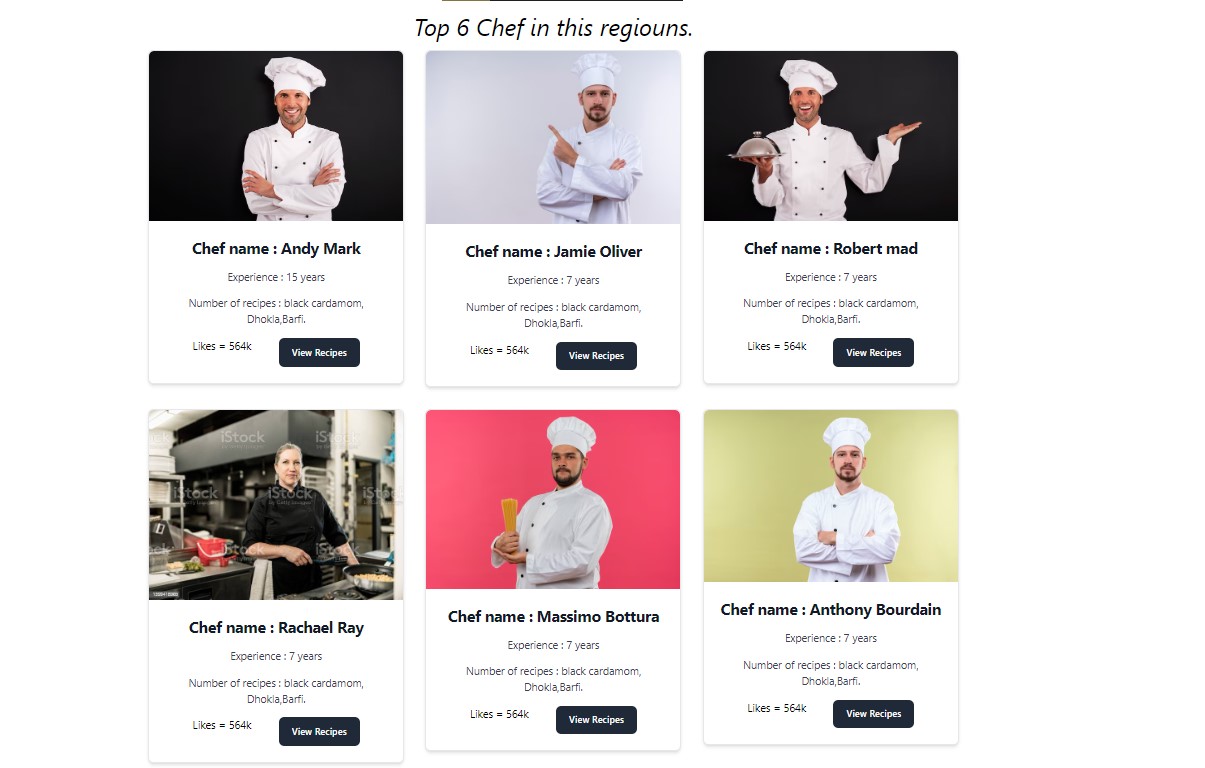 Top 6 Chef in this regiouns.
Chef name : Andy Mark
Experience : 15 years
Number of recipes : black cardamom,
Dhokla,Barfi.
Likes = 564k
View Recipes
Chef name : Jamie Oliver
Experience : 7 years
Number of recipes : black cardamom,
Dhokla,Barfi.
Likes = 564k
View Recipes
Chef name : Robert mad
Experience : 7 years
Number of recipes : black cardamom,
Dhokla,Barfi.
Likes = 564k
View Recipes
iStock
iStock
iStock
iStock
iStock
iStock
Chef name : Rachael Ray
Experience : 7 years
Number of recipes : black cardamom,
Dhokla,Barfi.
Likes = 564k
View Recipes
Chef name : Massimo Bottura
Experience : 7 years
Number of recipes : black cardamom,
Dhokla,Barfi.
Likes = 564k
View Recipes
Chef name : Anthony Bourdain
Experience : 7 years
Number of recipes : black cardamom,
Dhokla,Barfi.
Likes = 564k
View Recipes